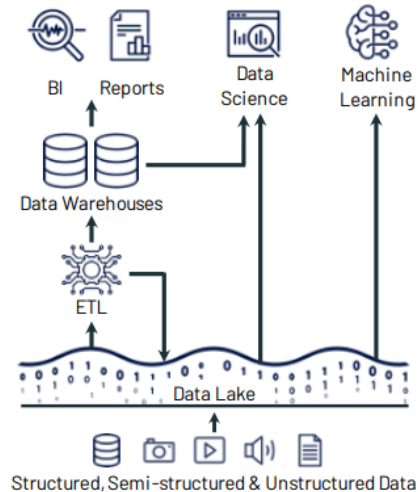 BI
Reports
Data
Science
Machine
Learning
Data Warehouses
ETL
Data Lake
Structured, Semi-structured & Unstructured Data